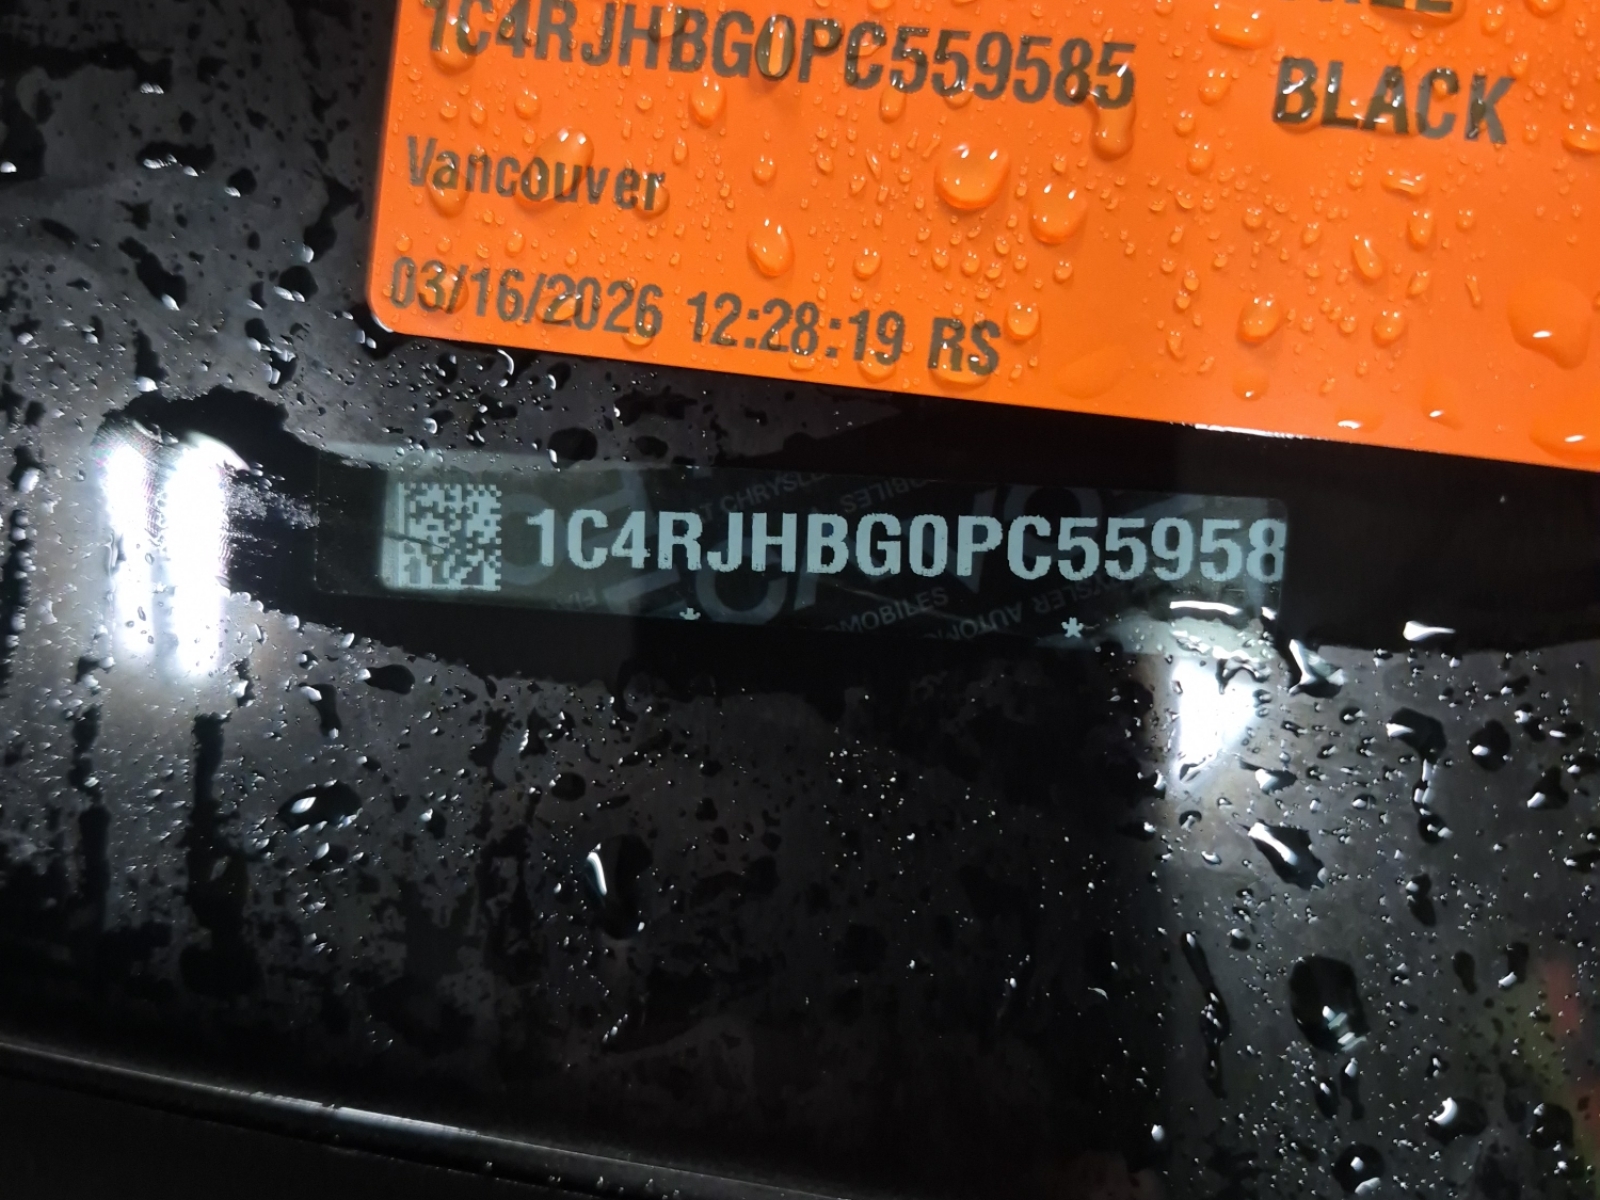 1C4RJHBG0PC559585
BLACK
Vancouver
03/16/2026 12:28:19 RS
1C4RJHBG0PC55958